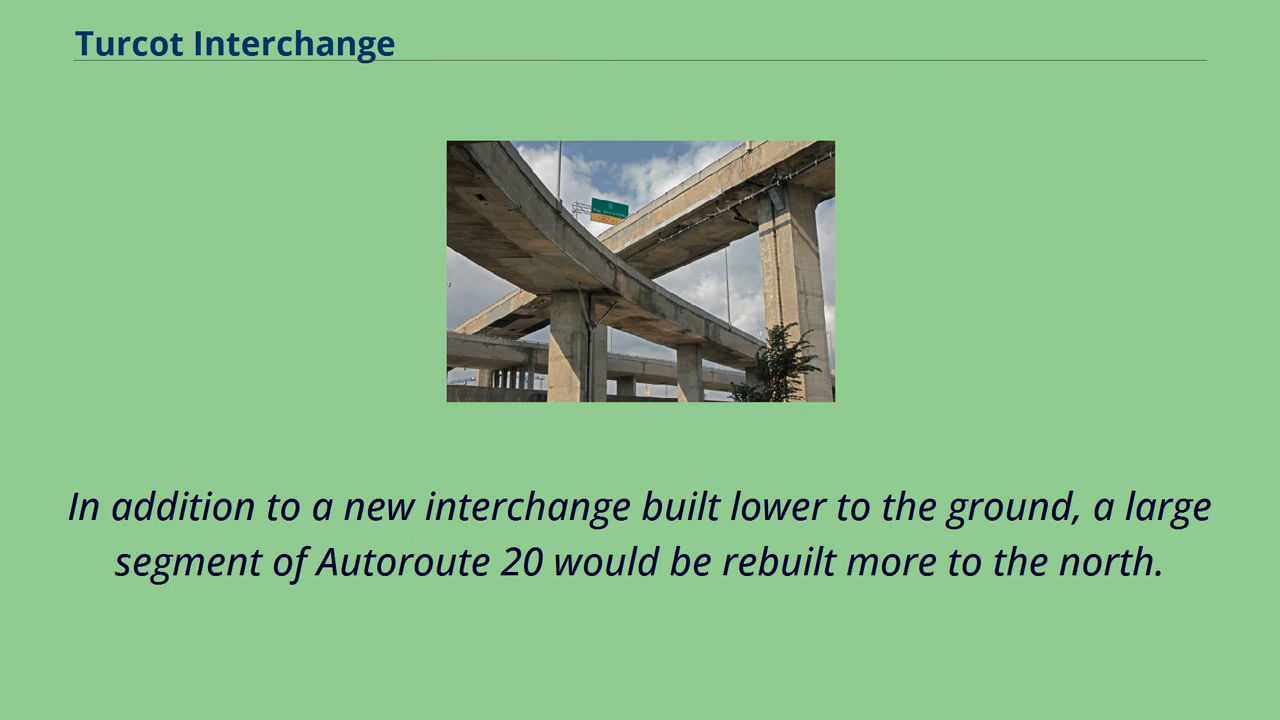 Turcot Interchange
In addition to a new interchange built lower to the ground, a large
segment of Autoroute 20 would be rebuilt more to the north.